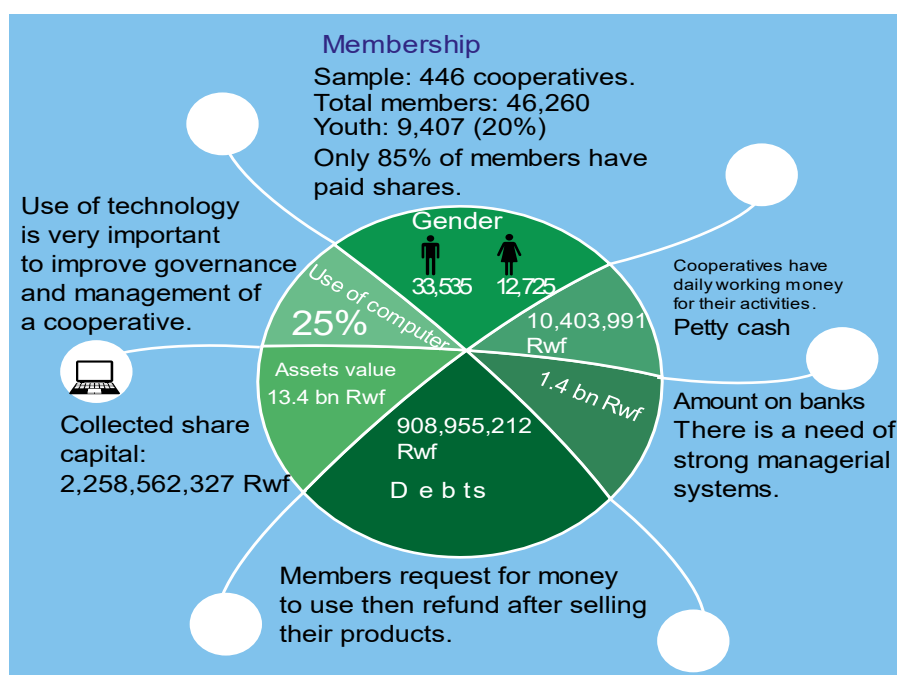 Membership
Sample: 446 cooperatives.
Total members: 46,260
Youth: 9,407 (20%)
Only 85% of members have
paid shares.
Use of technology
is very important
to improve governance
and management of
a cooperative.
Gender
33,535
12,725
Use of computer
25%
10,403,991
Rwf
Cooperatives have
daily working money
for their activities.
Petty cash
Assets value
13.4 bn Rwf
1.4 bn Rwf
Amount on banks
There is a need of
strong managerial
systems.
Collected share
capital:
2,258,562,327 Rwf
908,955,212
Rwf
Debts
Members request for money
to use then refund after selling
their products.